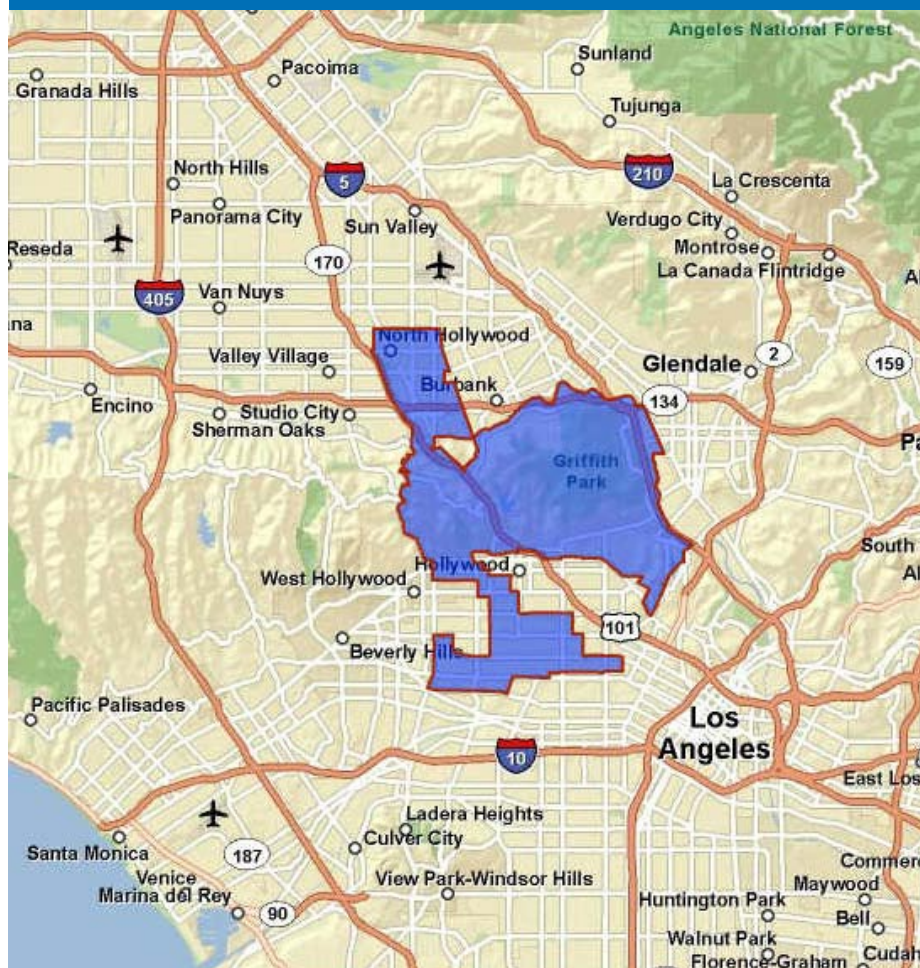 Angeles National Forest
Sunland
Pacoima
Granada Hills
Tujunga
North Hills
5
210
La Crescenta
Panorama City
Sun Valley
Verdugo City
Reseda
170
Montrose
La Canada Flintridge
405
Van Nuys
North Hollywood
Valley Village
Glendale
2
159
Burbank
134
Encino
Studio City
Sherman Oaks
Griffith
Park
South
Hollywood
West Hollywood
101
Beverly Hills
Pacific Palisades
Los
Angeles
10
East Los
Ladera Heights
Culver City
Santa Monica
187
Commer
Venice
View Park-Windsor Hills
Maywood
Marina del Rey
90
Huntington Park
Bell
Walnut Park
Cudah
Florence-Graham